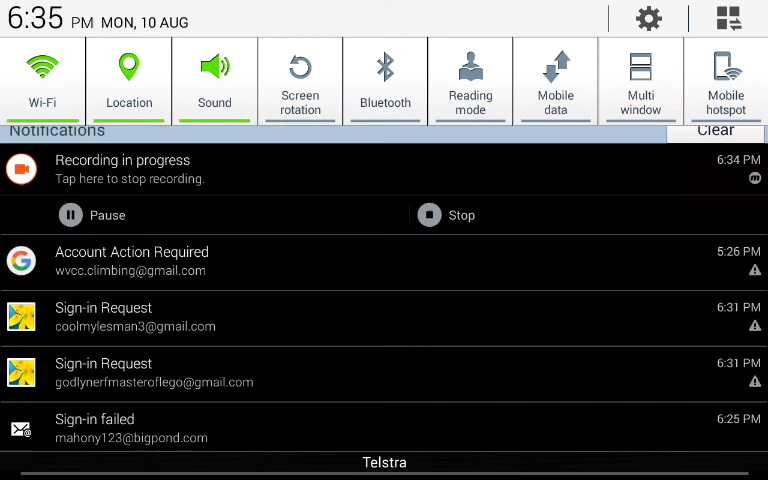 6:35 PM MON, 10 AUG
Wi-Fi
Location
Sound
Screen
rotation
Bluetooth
Reading
mode
Mobile
data
Multi
window
Mobile
hotspot
Notifications
Clear
Recording in progress
6:34 PM
Tap here to stop recording.
Pause
Stop
Account Action Required
5:26 PM
wvcc.climbing@gmail.com
Sign-in Request
6:31 PM
coolmylesman3@gmail.com
Sign-in Request
6:31 PM
godlynerfmasteroflego@gmail.com
Sign-in failed
6:25 PM
mahony123@bigpond.com
Telstra